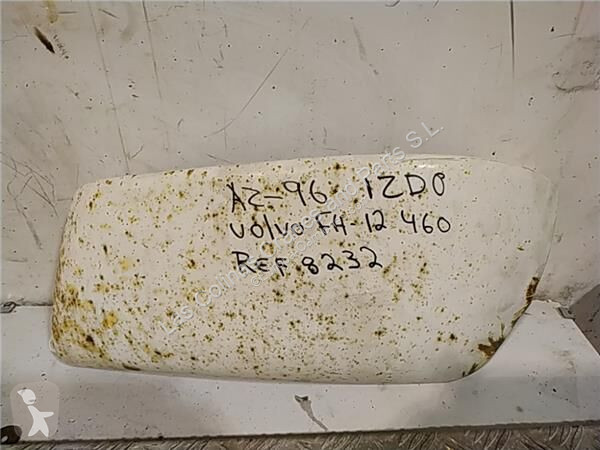 AZ-96 IZDO
VOLVO FH-12 460
REF 8232